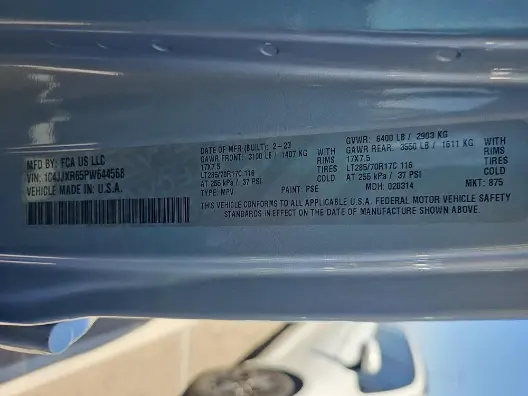 MFD BY: FCA US LLC
VIN: 1C4JJXR65PW644568
VEHICLE MADE IN: U.S.A.
DATE OF MFR (BUILT): 2-23
GAWR FRONT: 3100 LB / 1407 KG WITH
17X7.5 RIMS
LT285/70R17C 116 TIRES
AT 255 kPa / 37 PSI COLD
TYPE: MPV PAINT: PSE
GVWR: 6400 LB / 2903 KG
GAWR REAR: 3550 LB / 1611 KG
17X7.5 WITH RIMS
LT285/70R17C 116 TIRES
AT 255 kPa / 37 PSI COLD
MDH: 020314 MKT: 875
THIS VEHICLE CONFORMS TO ALL APPLICABLE U.S.A. FEDERAL MOTOR VEHICLE SAFETY
STANDARDS IN EFFECT ON THE DATE OF MANUFACTURE SHOWN ABOVE.